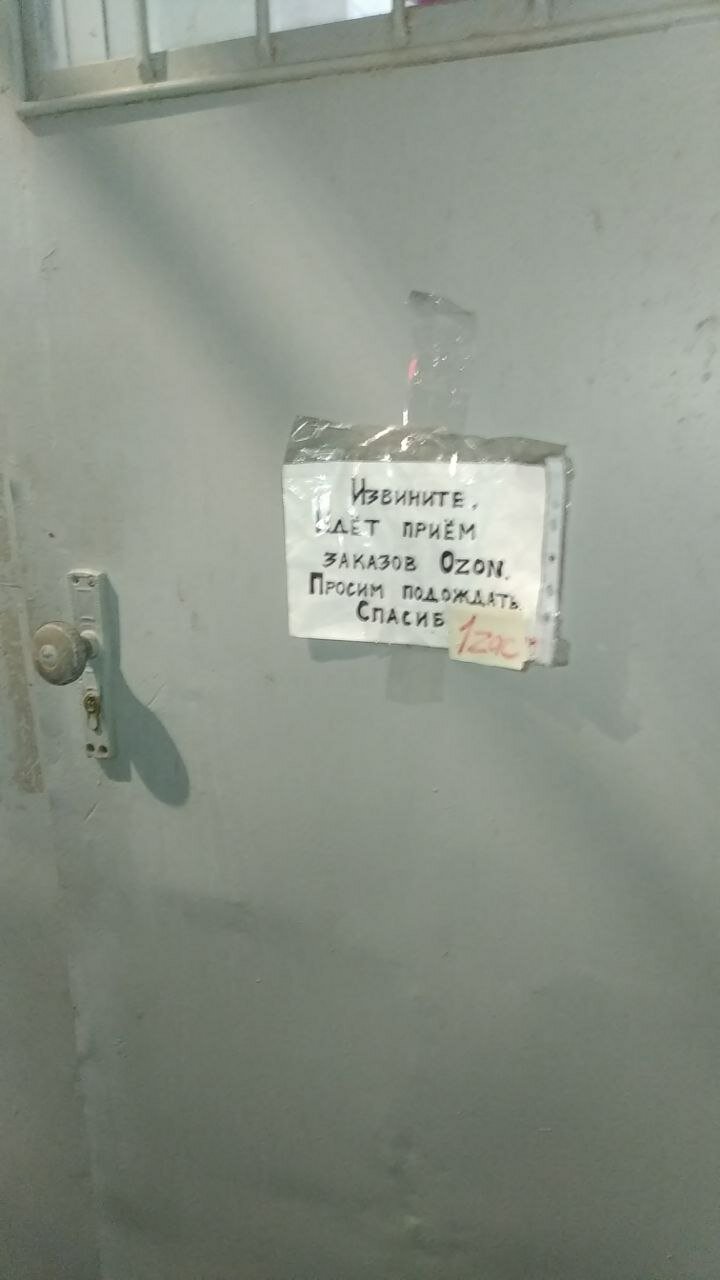 Извините,
Идёт приём
заказов Ozon.
Просим подождать.
Спасиб
1 час